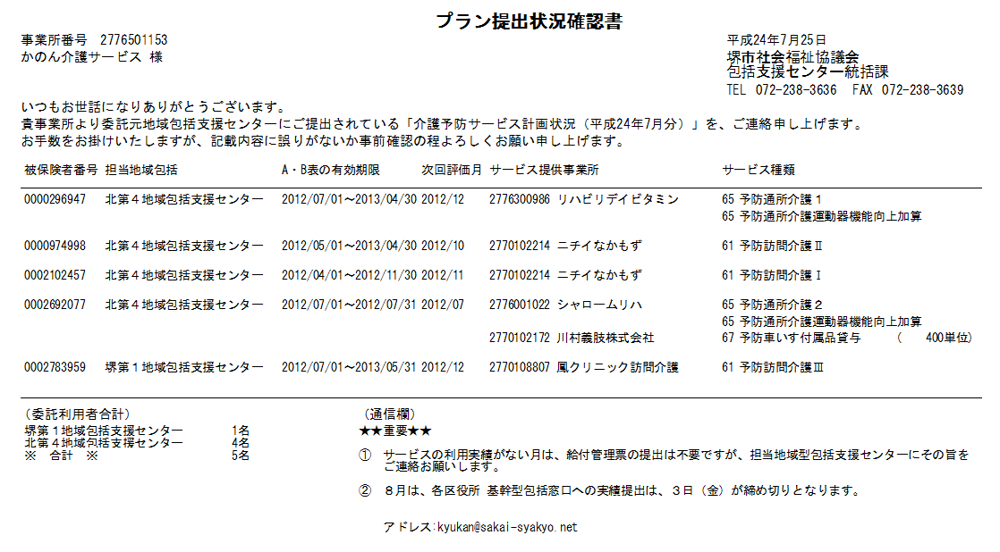 プラン提出状況確認書
事業所番号 2776501153
かのん介護サービス 様
平成24年7月25日
堺市社会福祉協議会
包括支援センター統括課
TEL 072-238-3636 FAX 072-238-3639
いつもお世話になりありがとうございます。
貴事業所より委託元地域包括支援センターにご提出されている「介護予防サービス計画状況（平成24年7月分）」を、ご連絡申し上げます。
お手数をお掛けいたしますが、記載内容に誤りがないか事前確認の程よろしくお願い申し上げます。
被保険者番号 担当地域包括 A・B表の有効期限 次回評価月 サービス提供事業所 サービス種類
0000296947 北第４地域包括支援センター 2012/07/01～2013/04/30 2012/12 2776300986 リハビリデイビタミン 65 予防通所介護１
65 予防通所介護運動器機能向上加算
0000974998 北第４地域包括支援センター 2012/05/01～2013/04/30 2012/10 2770102214 ニチイなかもず 61 予防訪問介護Ⅱ
0002102457 北第４地域包括支援センター 2012/04/01～2012/11/30 2012/11 2770102214 ニチイなかもず 61 予防訪問介護Ⅰ
0002692077 北第４地域包括支援センター 2012/07/01～2012/07/31 2012/07 2776001022 シャロームリハ 65 予防通所介護２
65 予防通所介護運動器機能向上加算
2770102172 川村義肢株式会社 67 予防車いす付属品貸与 （ 400単位）
0002783959 堺第１地域包括支援センター 2012/07/01～2013/05/31 2012/12 2770108807 鳳クリニック訪問介護 61 予防訪問介護Ⅲ
（委託利用者合計）
堺第１地域包括支援センター 1名
北第４地域包括支援センター 4名
※ 合計 ※ 5名
（通信欄）
★★重要★★
① サービスの利用実績がない月は、給付管理票の提出は不要ですが、担当地域型包括支援センターにその旨を
ご連絡お願いします。
② ８月は、各区役所 基幹型包括窓口への実績提出は、３日（金）が締め切りとなります。
アドレス:kyukan@sakai-syakyo.net